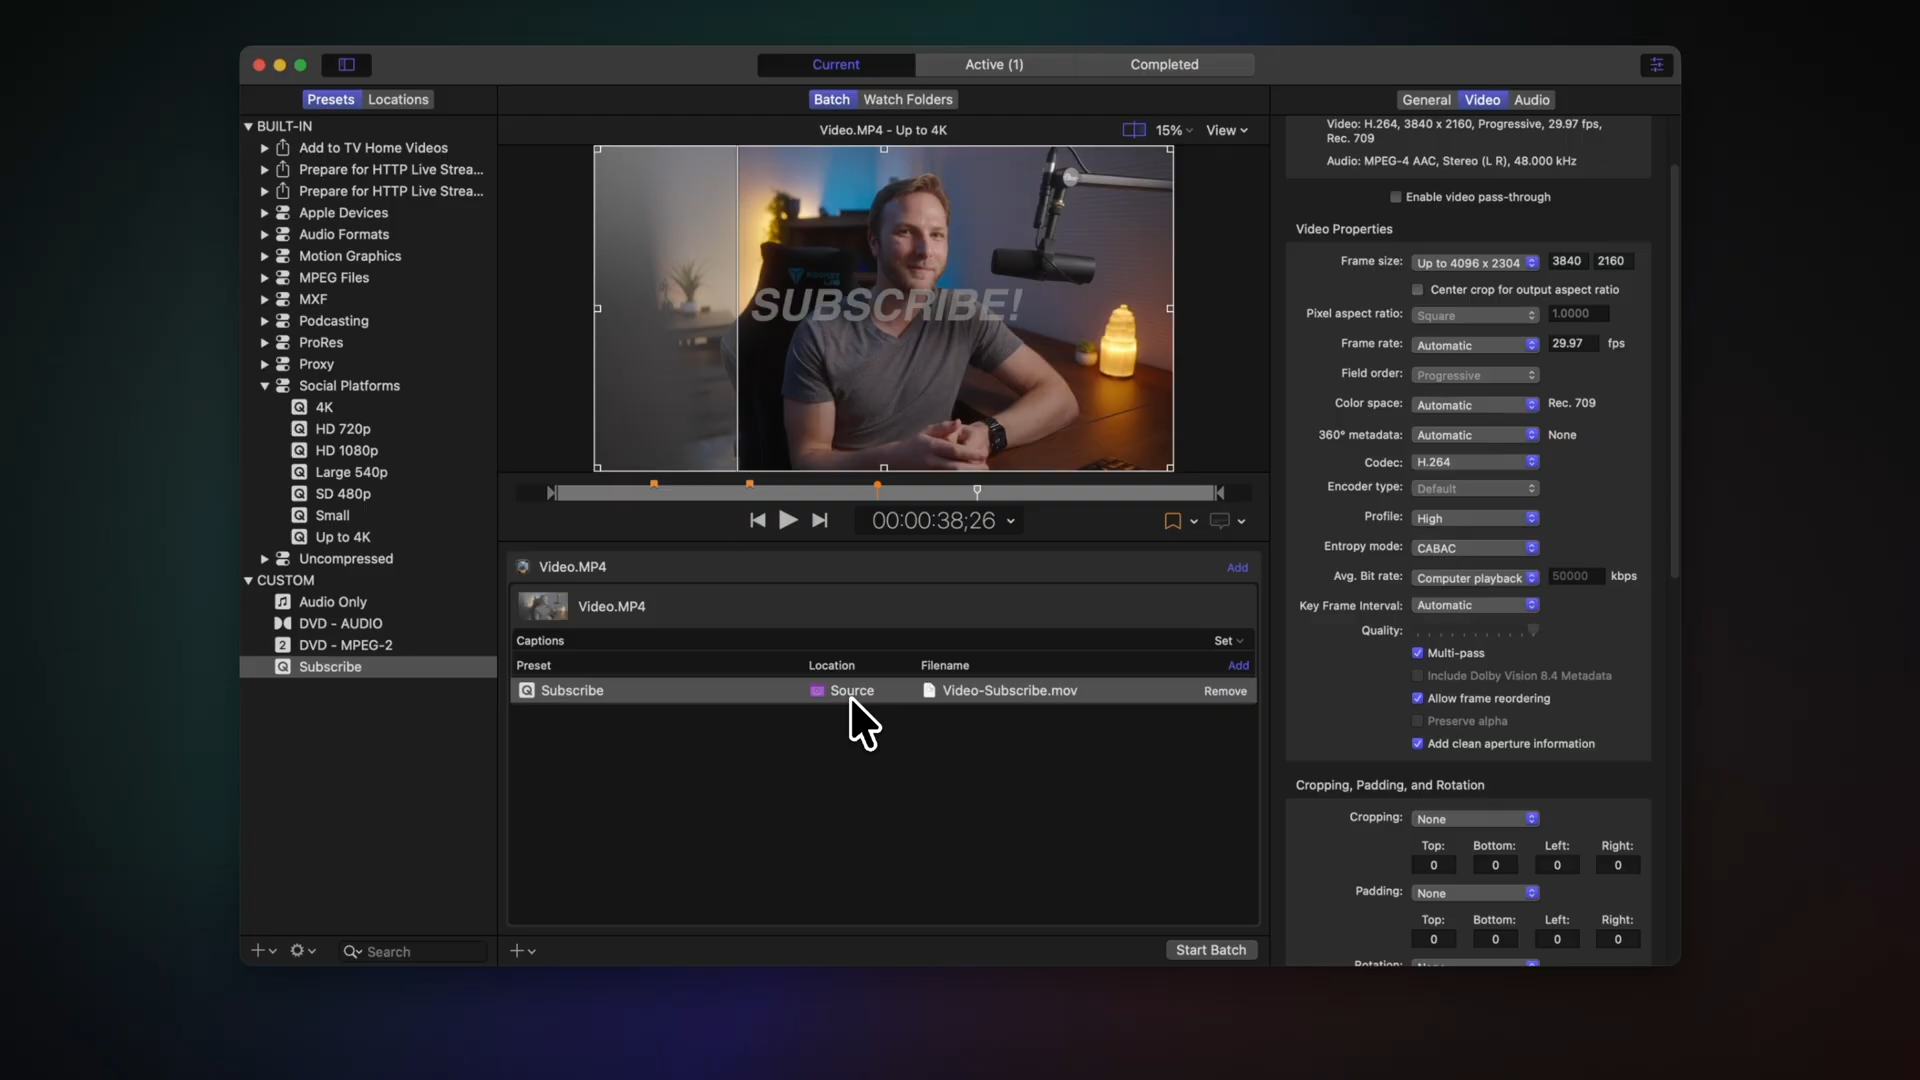 Current
Active (1)
Completed
Presets
Locations
Batch
Watch Folders
General
Video
Audio
BUILT-IN
Add to TV Home Videos
Prepare for HTTP Live Strea...
Prepare for HTTP Live Strea...
Apple Devices
Audio Formats
Motion Graphics
MPEG Files
MXF
Podcasting
ProRes
Proxy
Social Platforms
4K
HD 720p
HD 1080p
Large 540p
SD 480p
Small
Up to 4K
Uncompressed
CUSTOM
Audio Only
DVD - AUDIO
2 DVD - MPEG-2
Subscribe
Search
Video.MP4 - Up to 4K
15%
View
SUBSCRIBE!
00:00:38;26
Video.MP4
Add
Video.MP4
Captions
Set
Preset
Location
Filename
Add
Subscribe
Source
Video-Subscribe.mov
Remove
Start Batch
Video: H.264, 3840 x 2160, Progressive, 29.97 fps,
Rec. 709
Audio: MPEG-4 AAC, Stereo (L R), 48.000 kHz
Enable video pass-through
Video Properties
Frame size: Up to 4096 x 2304 3840 2160
Center crop for output aspect ratio
Pixel aspect ratio: Square 1.0000
Frame rate: Automatic 29.97 fps
Field order: Progressive
Color space: Automatic Rec. 709
360° metadata: Automatic None
Codec: H.264
Encoder type: Default
Profile: High
Entropy mode: CABAC
Avg. Bit rate: Computer playback 50000 kbps
Key Frame Interval: Automatic
Quality:
Multi-pass
Include Dolby Vision 8.4 Metadata
Allow frame reordering
Preserve alpha
Add clean aperture information
Cropping, Padding, and Rotation
Cropping: None
Top: Bottom: Left: Right:
0 0 0 0
Padding: None
Top: Bottom: Left: Right:
0 0 0 0
Rotation: